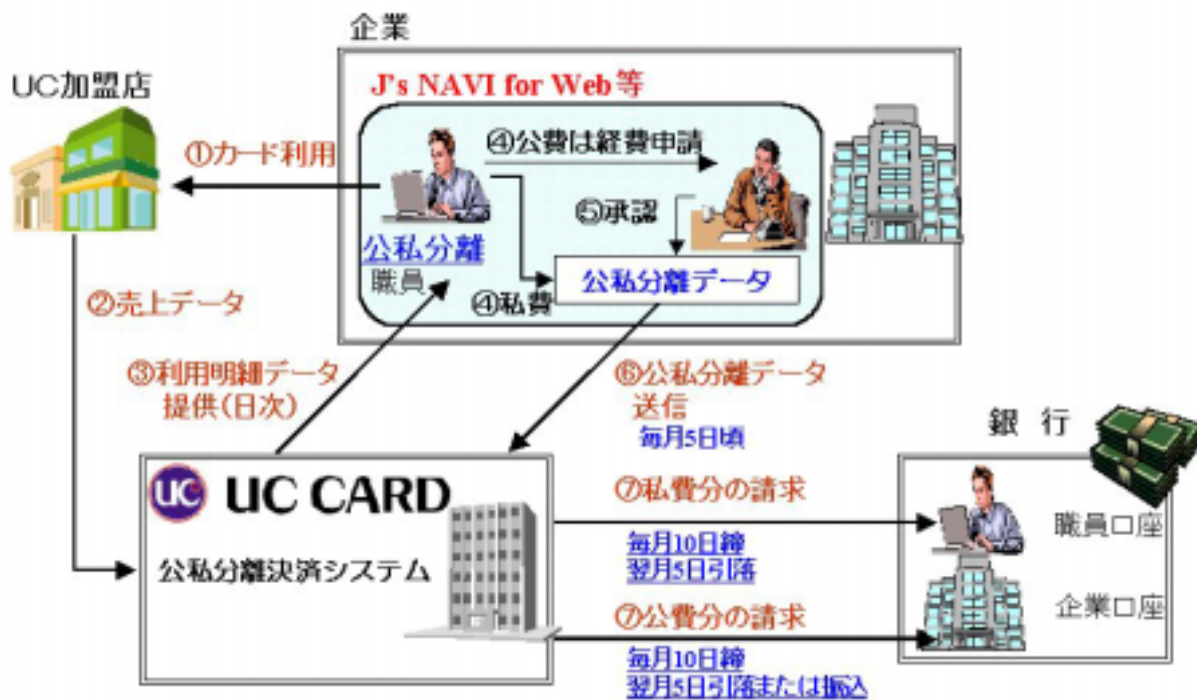 企業
UC加盟店
J's NAVI for Web等
①カード利用
④公費は経費申請
⑤承認
公私分離
職員
公私分離データ
④私費
②売上データ
③利用明細データ
提供(日次)
⑥公私分離データ
送信
毎月5日頃
銀 行
UC UC CARD
公私分離決済システム
⑦私費分の請求
毎月10日締
翌月5日引落
職員口座
企業口座
⑦公費分の請求
毎月10日締
翌月5日引落または振込